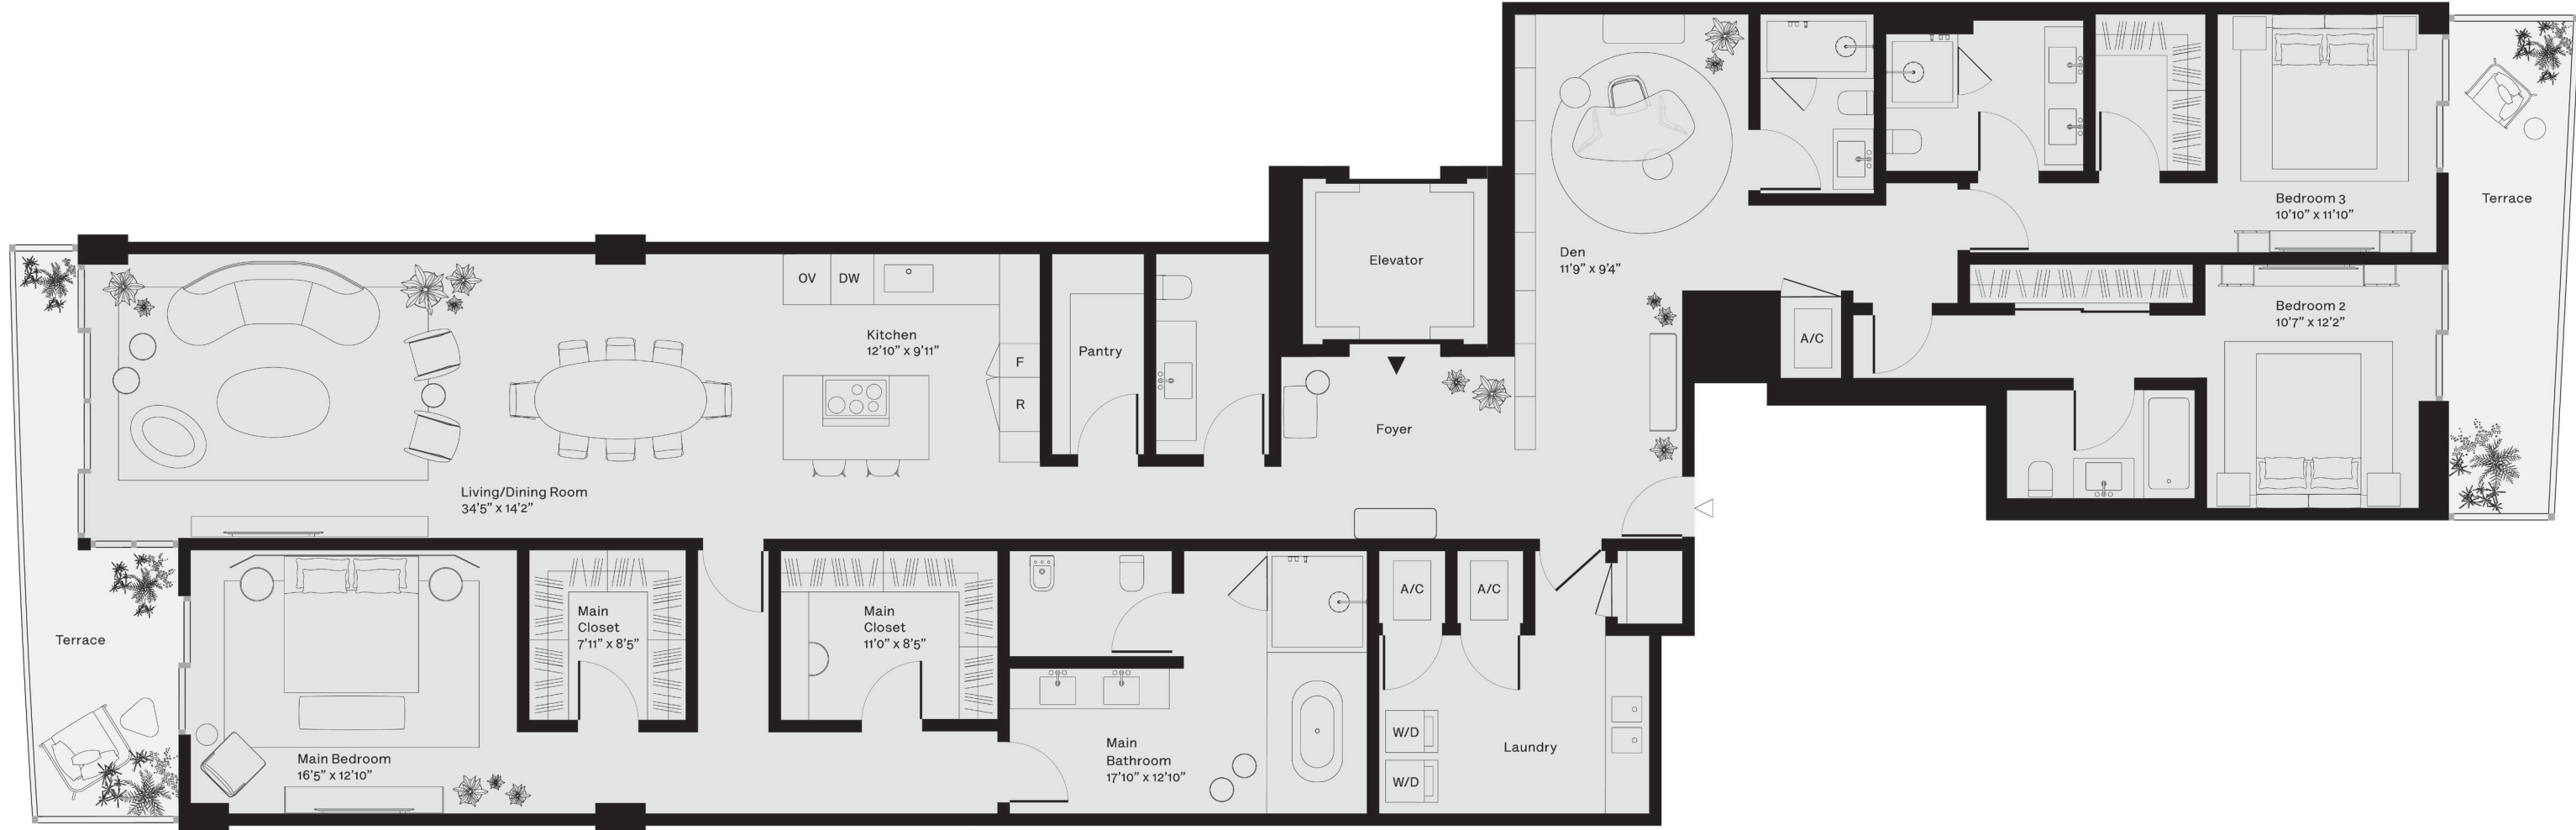 Elevator
Den
11'9" x 9'4"
Bedroom 3
10'10" x 11'10"
Terrace
OV
DW
Kitchen
12'10" x 9'11"
F
R
Pantry
Foyer
A/C
Bedroom 2
10'7" x 12'2"
Living/Dining Room
34'5" x 14'2"
Terrace
Main Bedroom
16'5" x 12'10"
Main
Closet
7'11" x 8'5"
Main
Closet
11'0" x 8'5"
Main
Bathroom
17'10" x 12'10"
A/C
A/C
W/D
W/D
Laundry